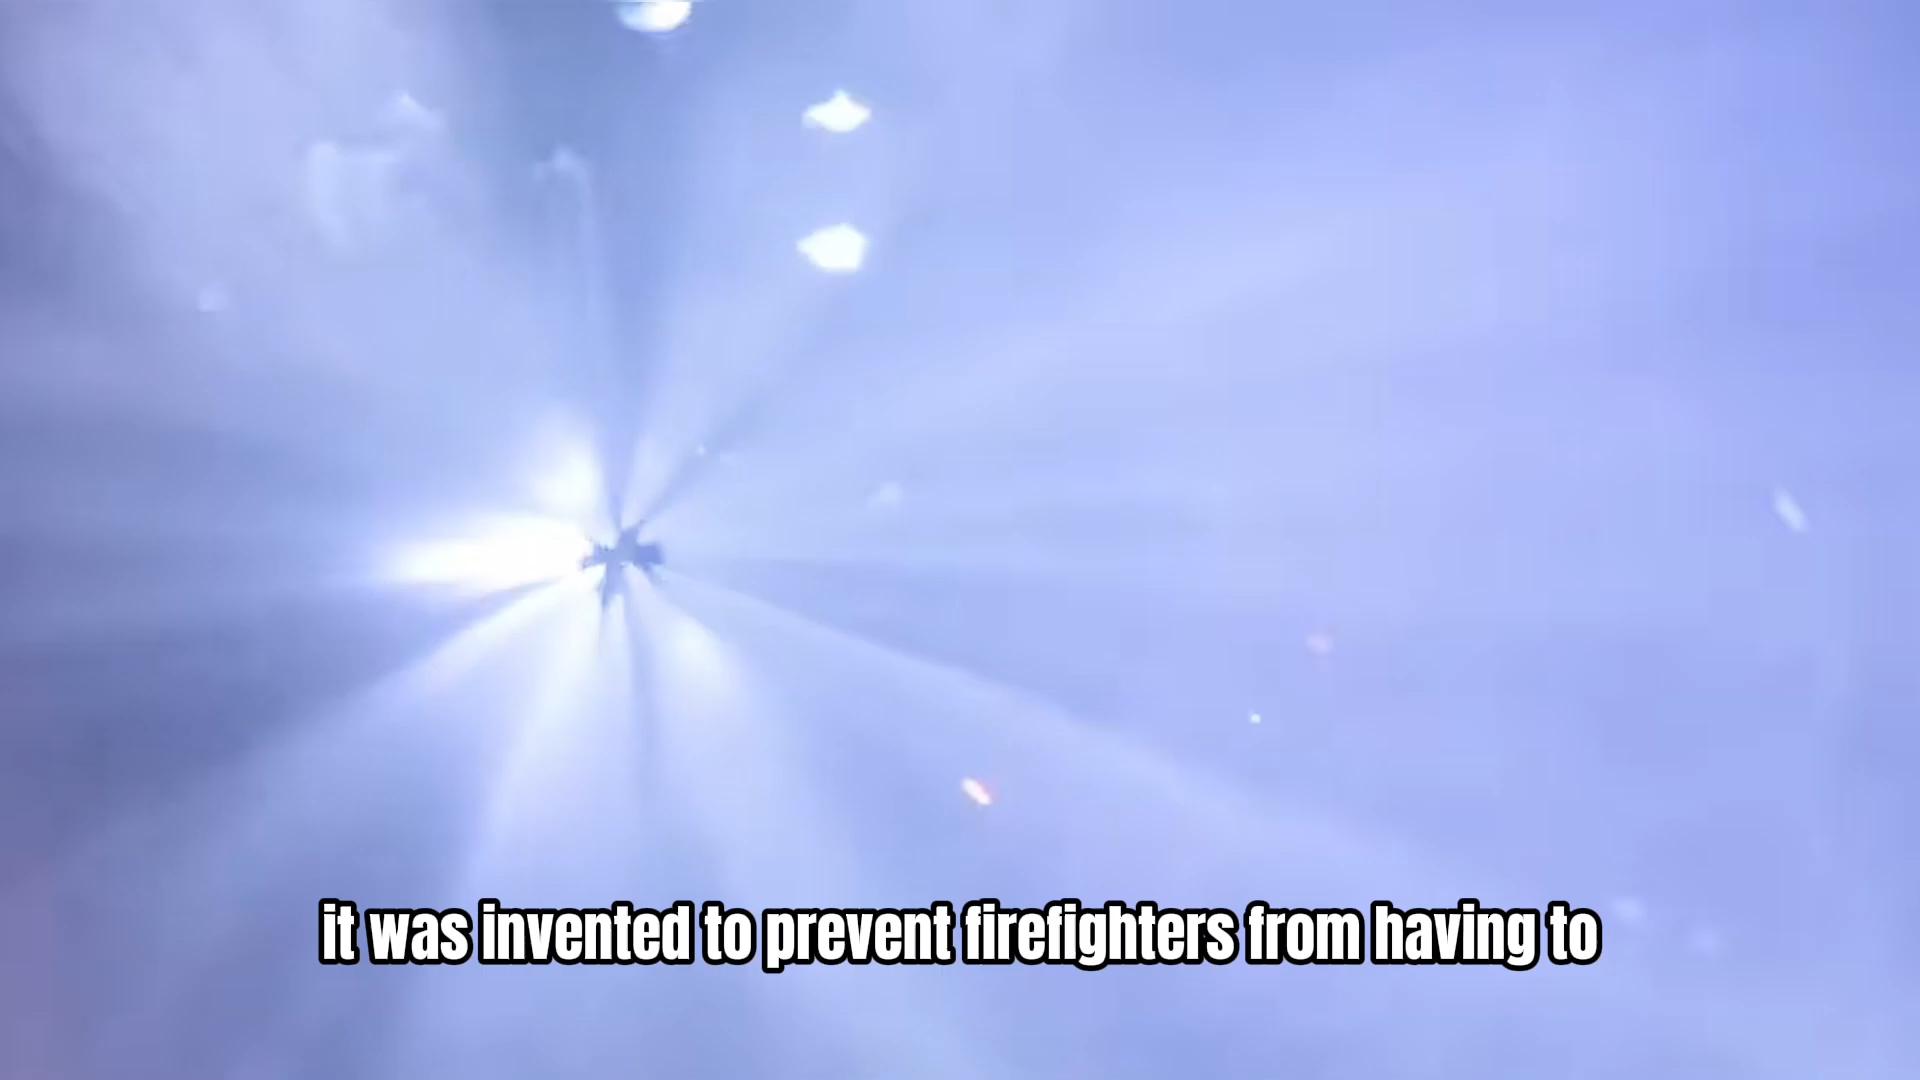 it was invented to prevent firefighters from having to